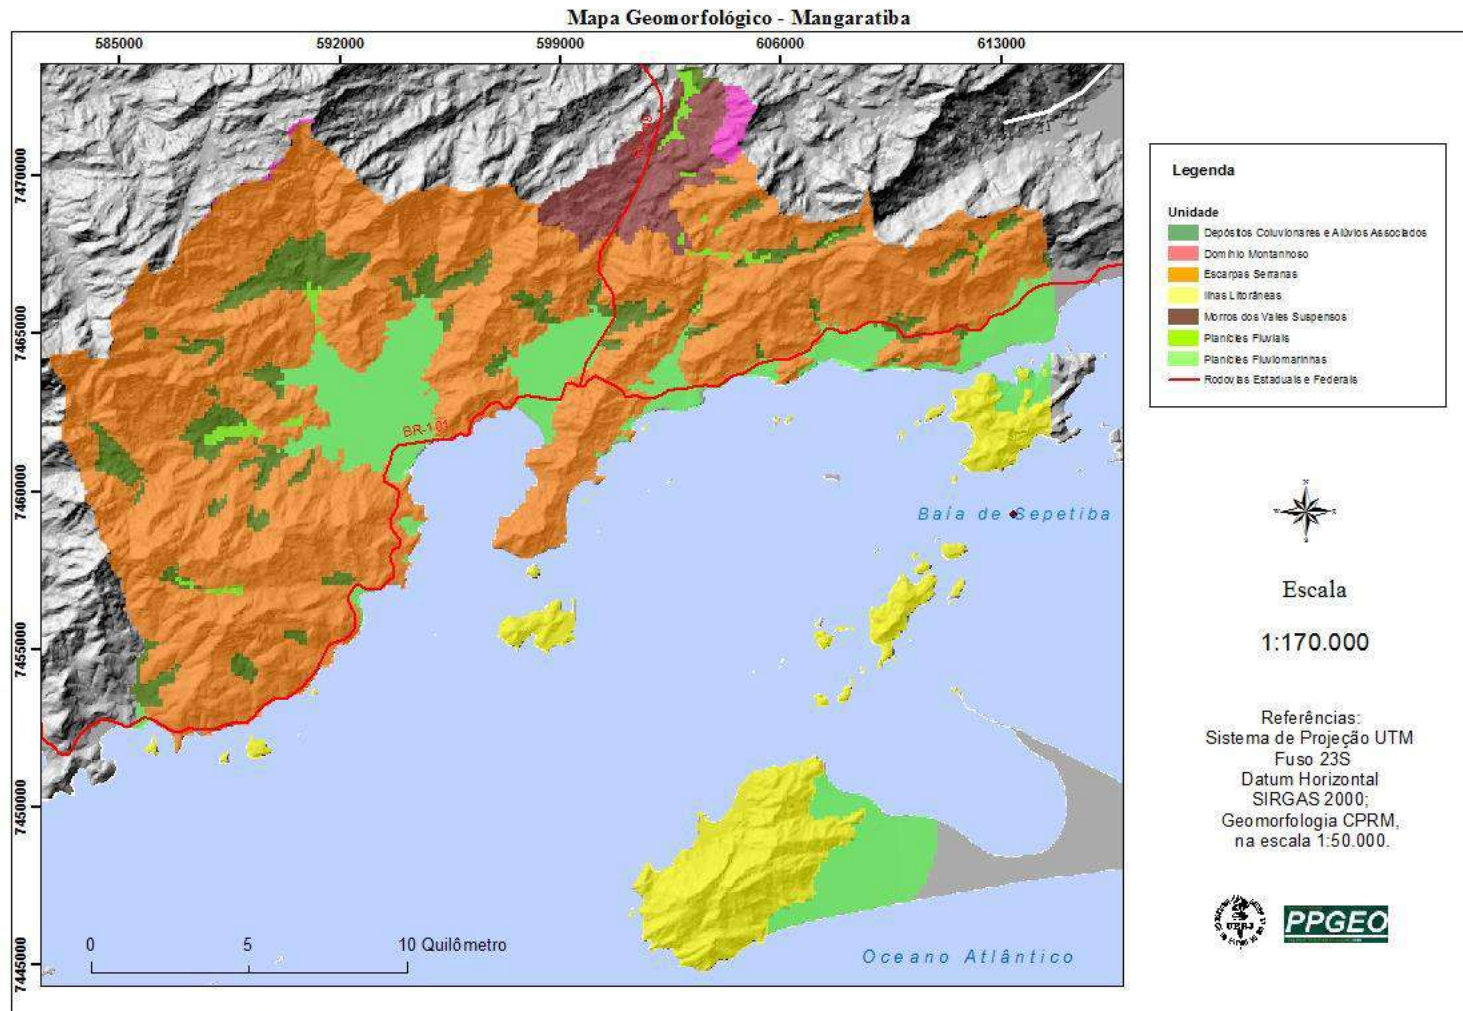 Mapa Geomorfológico - Mangaratiba
585000 592000 599000 606000 613000
7470000
7465000
7460000
7455000
7450000
7445000
BR-101
Baía de Sepetiba
Oceano Atlântico
0 5 10 Quilômetro
Legenda
Unidade
Depósitos Coluvionares e Alúvios Associados
Domínio Montanhoso
Escarpas Serranas
Ilhas Litorâneas
Morros dos Vales Suspensos
Planícies Fluviais
Planícies Fluviomarinhas
Rodovias Estaduais e Federais
N
W
E
S
Escala
1:170.000
Referências:
Sistema de Projeção UTM
Fuso 23S
Datum Horizontal
SIRGAS 2000;
Geomorfologia CPRM,
na escala 1:50.000.
UERJ
PPGEO